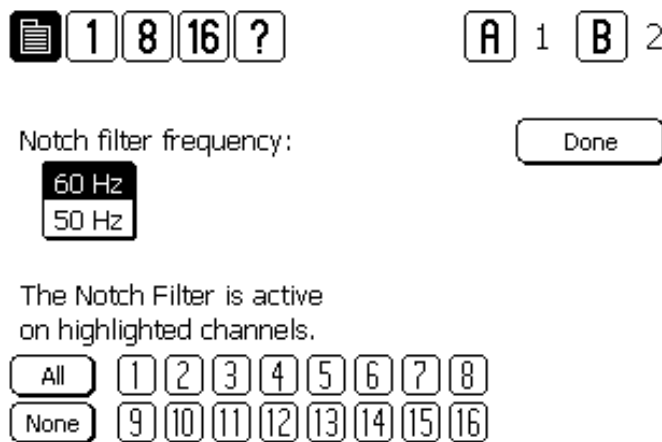 1 8 16 ? A 1 B 2
Notch filter frequency: Done
60 Hz
50 Hz
The Notch Filter is active
on highlighted channels.
All 1 2 3 4 5 6 7 8
None 9 10 11 12 13 14 15 16